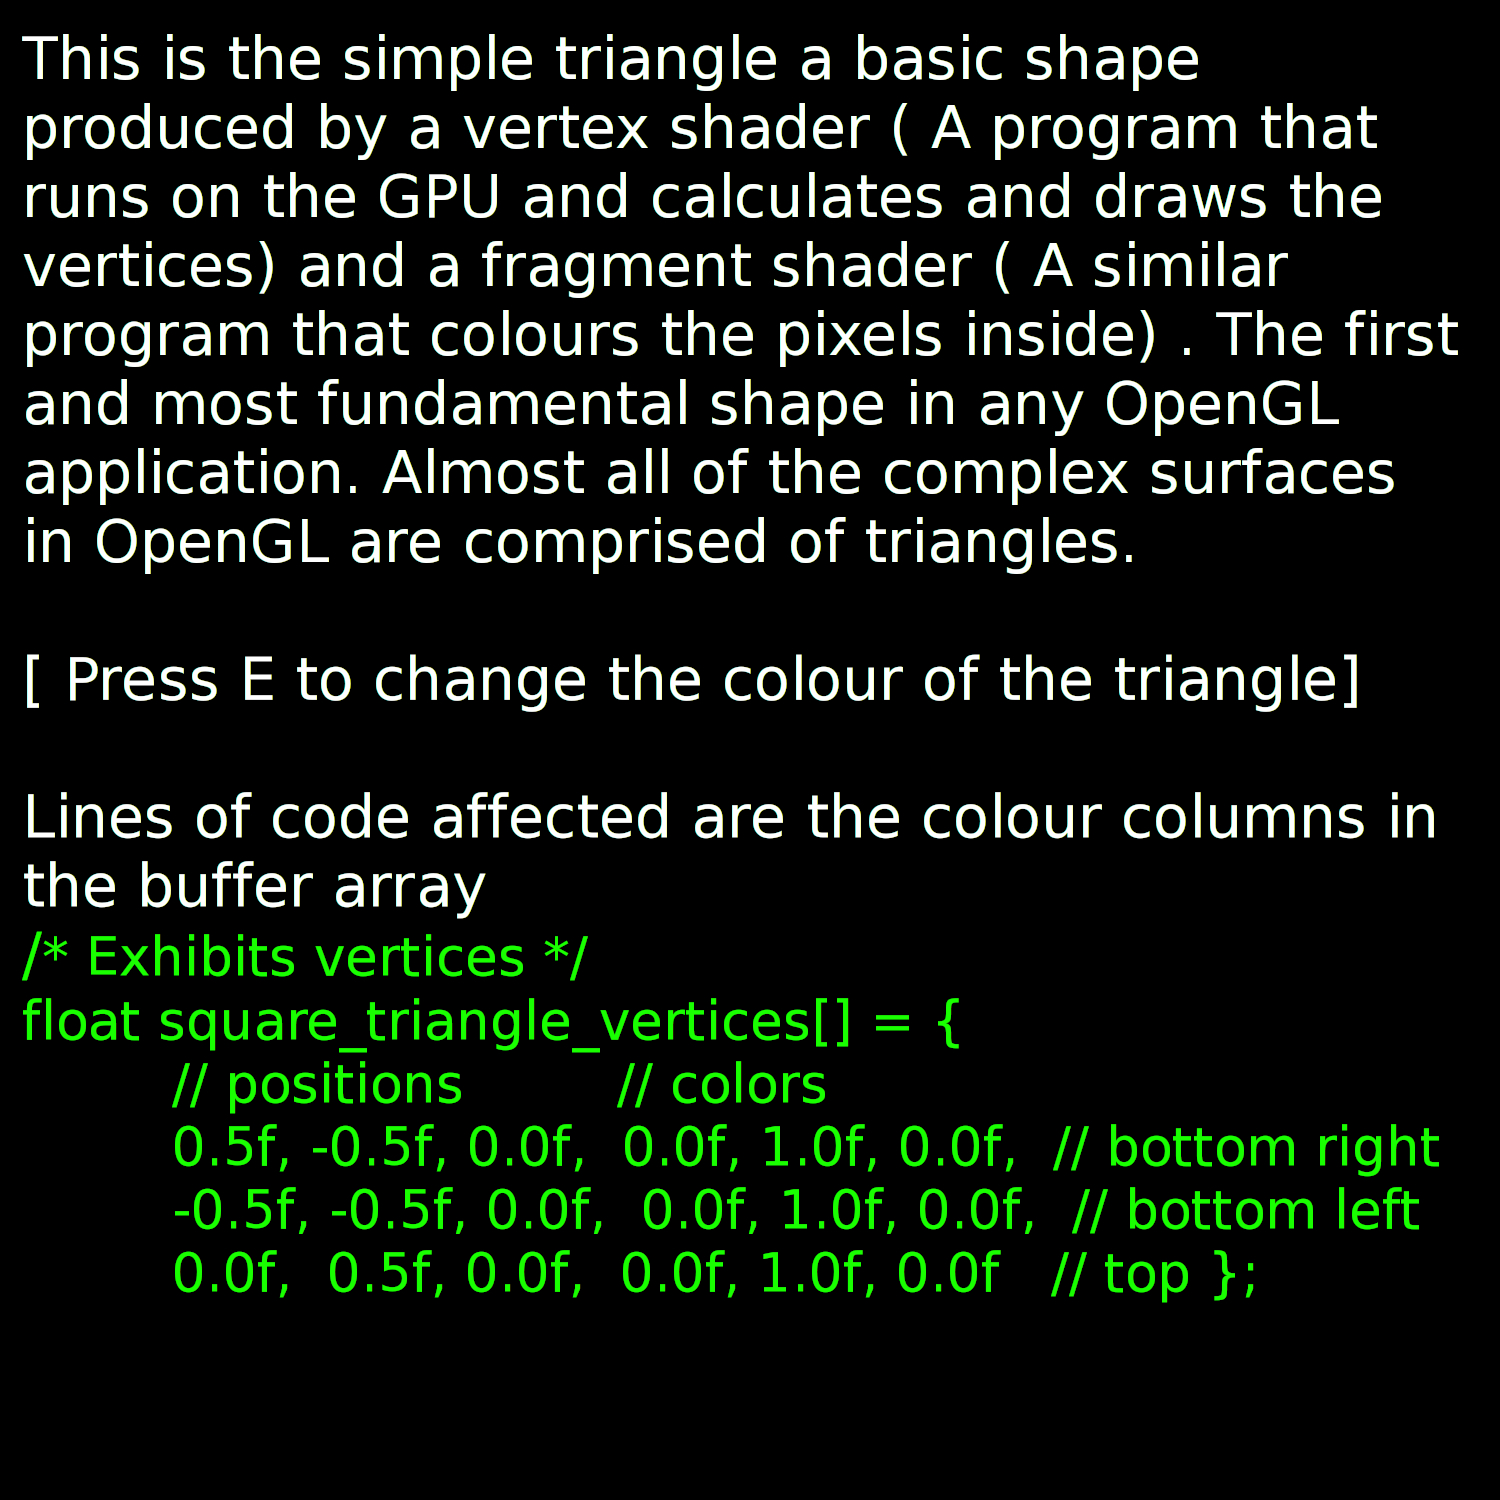 This is the simple triangle a basic shape
produced by a vertex shader ( A program that
runs on the GPU and calculates and draws the
vertices) and a fragment shader ( A similar
program that colours the pixels inside) . The first
and most fundamental shape in any OpenGL
application. Almost all of the complex surfaces
in OpenGL are comprised of triangles.
[ Press E to change the colour of the triangle]
Lines of code affected are the colour columns in
the buffer array
/* Exhibits vertices */
float square_triangle_vertices[] = {
// positions // colors
0.5f, -0.5f, 0.0f, 0.0f, 1.0f, 0.0f, // bottom right
-0.5f, -0.5f, 0.0f, 0.0f, 1.0f, 0.0f, // bottom left
0.0f, 0.5f, 0.0f, 0.0f, 1.0f, 0.0f // top };